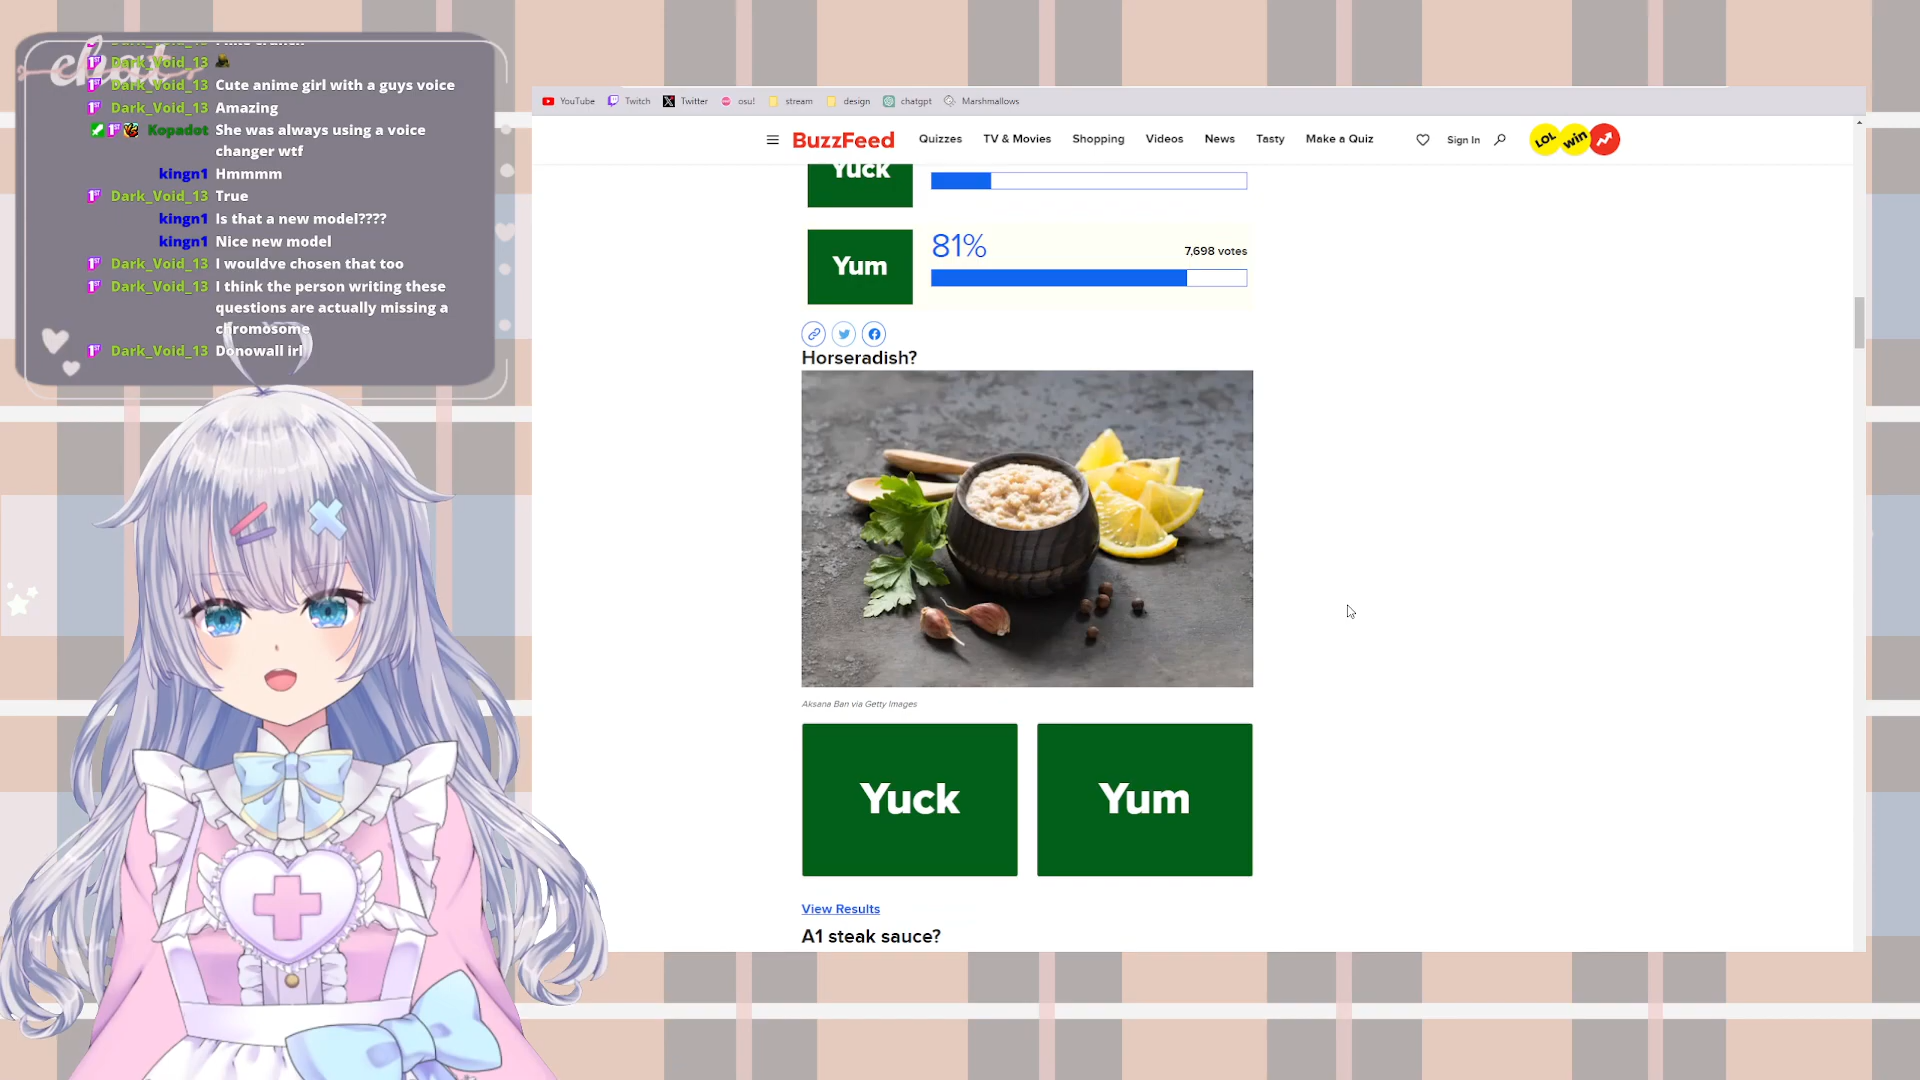 chat
Dark_Void_13
Dark_Void_13 Cute anime girl with a guys voice
Dark_Void_13 Amazing
Kopadot She was always using a voice
changer wtf
kingn1 Hmmmm
Dark_Void_13 True
kingn1 Is that a new model????
kingn1 Nice new model
Dark_Void_13 I wouldve chosen that too
Dark_Void_13 I think the person writing these
questions are actually missing a
chromosome
Dark_Void_13 Donowall irl
YouTube Twitch Twitter osu! stream design chatgpt Marshmallows
BuzzFeed Quizzes TV & Movies Shopping Videos News Tasty Make a Quiz Sign In LOL win
Yuck
Yum 81% 7,698 votes
Horseradish?
Aksana Ban via Getty Images
Yuck Yum
View Results
A1 steak sauce?